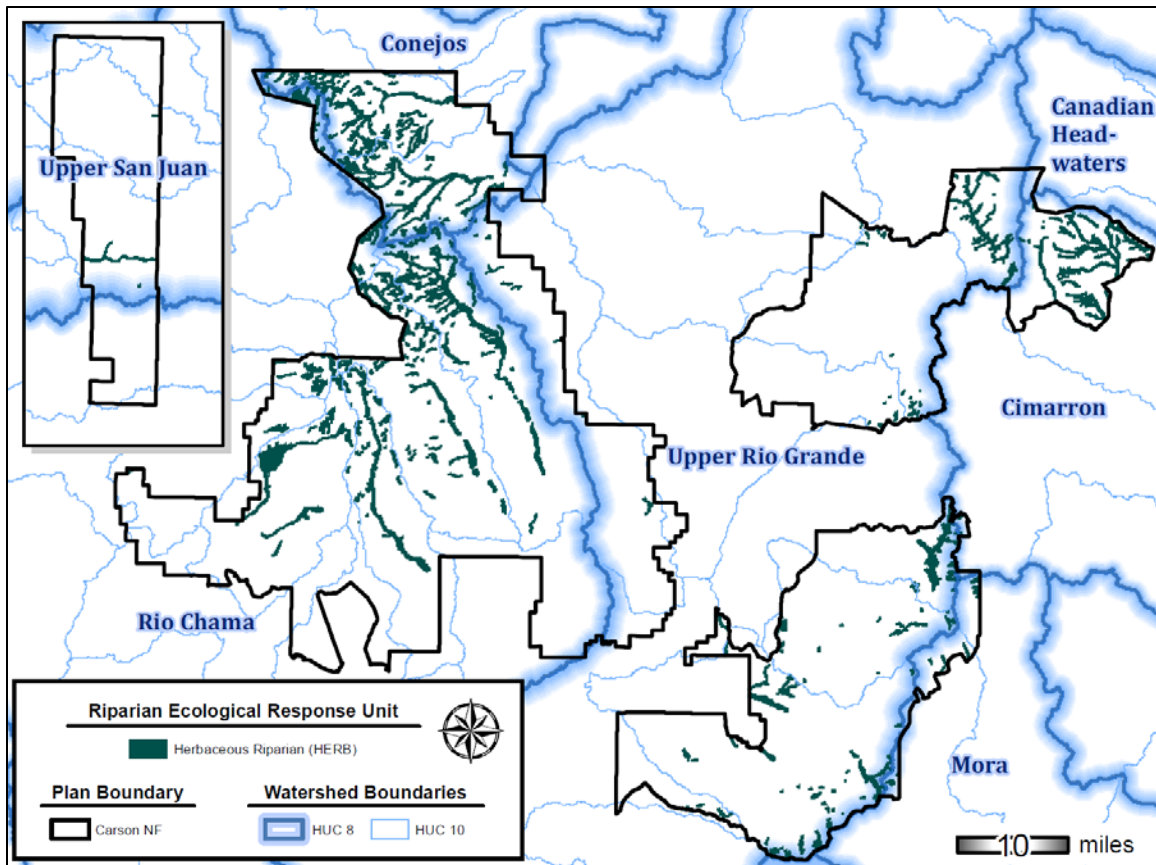 Conejos
Canadian
Head-
waters
Upper San Juan
Cimarron
Upper Rio Grande
Rio Chama
Mora
Riparian Ecological Response Unit
Herbaceous Riparian (HERB)
Plan Boundary
Watershed Boundaries
Carson NF
HUC 8
HUC 10
10 miles